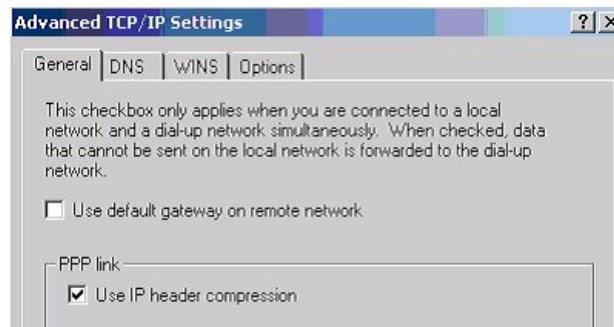 Advanced TCP/IP Settings
General DNS WINS Options
This checkbox only applies when you are connected to a local
network and a dial-up network simultaneously. When checked, data
that cannot be sent on the local network is forwarded to the dial-up
network.
Use default gateway on remote network
PPP link
Use IP header compression